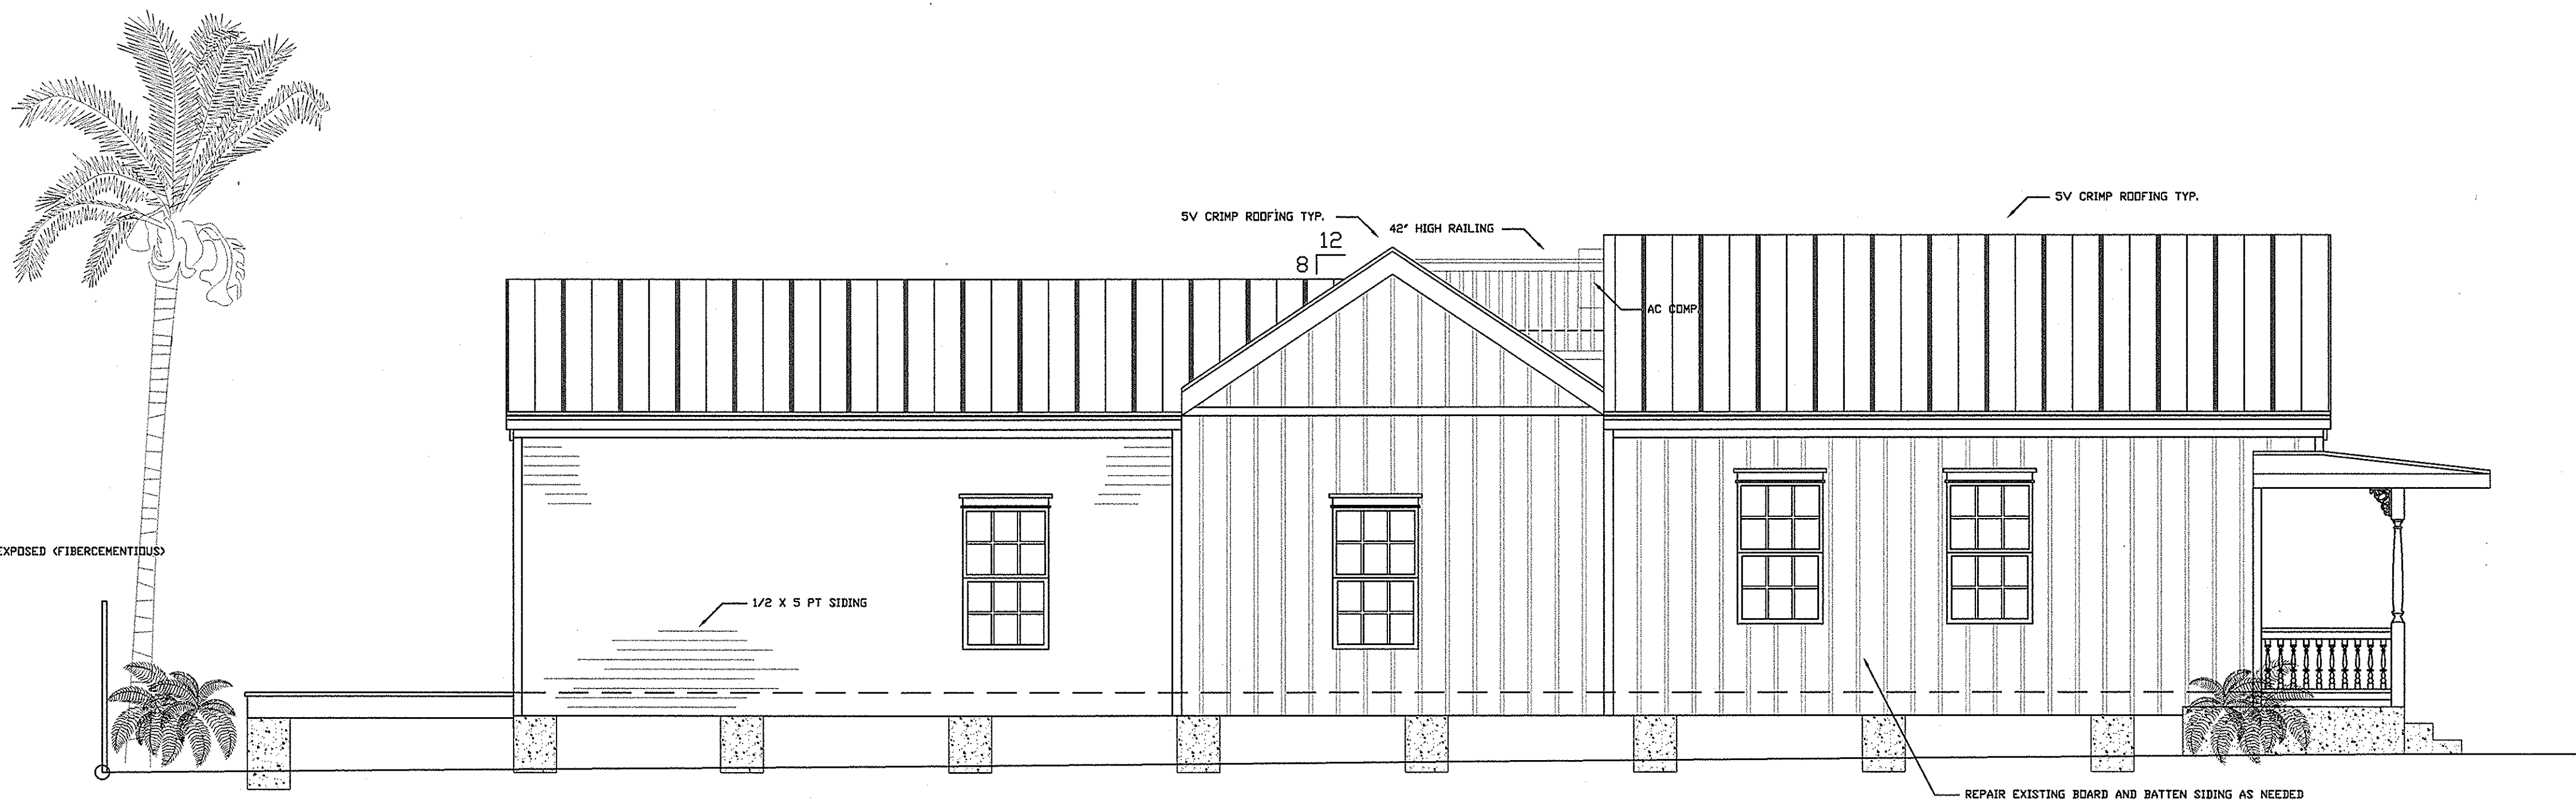 5V CRIMP ROOFING TYP.
5V CRIMP ROOFING TYP.
42" HIGH RAILING
12
8
AC COMP.
EXPOSED (FIBERCEMENTIOUS)
1/2 X 5 PT SIDING
REPAIR EXISTING BOARD AND BATTEN SIDING AS NEEDED